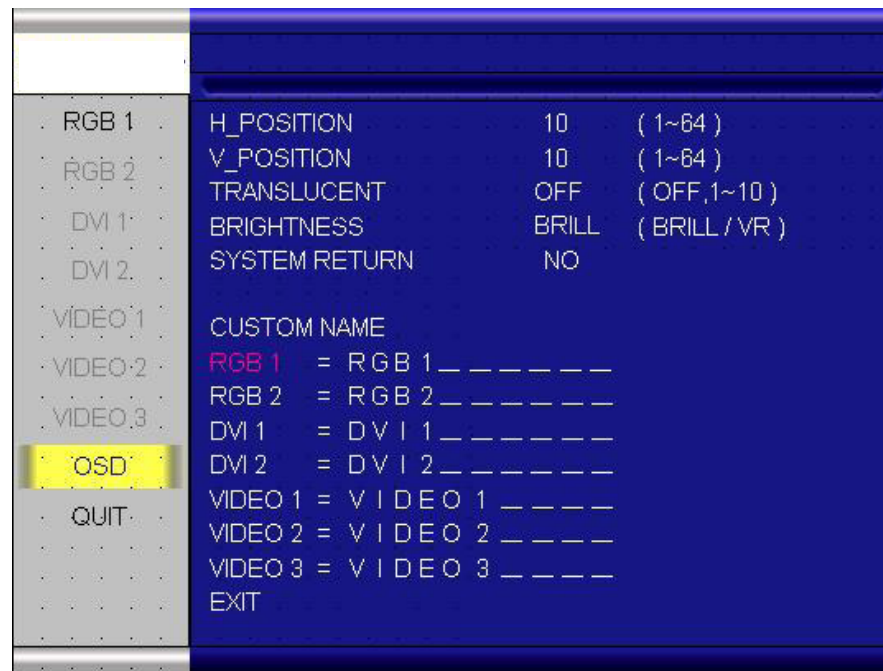 RGB 1
RGB 2
DVI 1
DVI 2
VIDEO 1
VIDEO 2
VIDEO 3
OSD
QUIT
H_POSITION 10 ( 1~64 )
V_POSITION 10 ( 1~64 )
TRANSLUCENT OFF ( OFF,1~10 )
BRIGHTNESS BRILL ( BRILL / VR )
SYSTEM RETURN NO
CUSTOM NAME
RGB 1 = R G B 1 _ _ _ _ _ _
RGB 2 = R G B 2 _ _ _ _ _ _
DVI 1 = D V I 1 _ _ _ _ _ _
DVI 2 = D V I 2 _ _ _ _ _ _
VIDEO 1 = V I D E O 1 _ _ _ _
VIDEO 2 = V I D E O 2 _ _ _ _
VIDEO 3 = V I D E O 3 _ _ _ _
EXIT